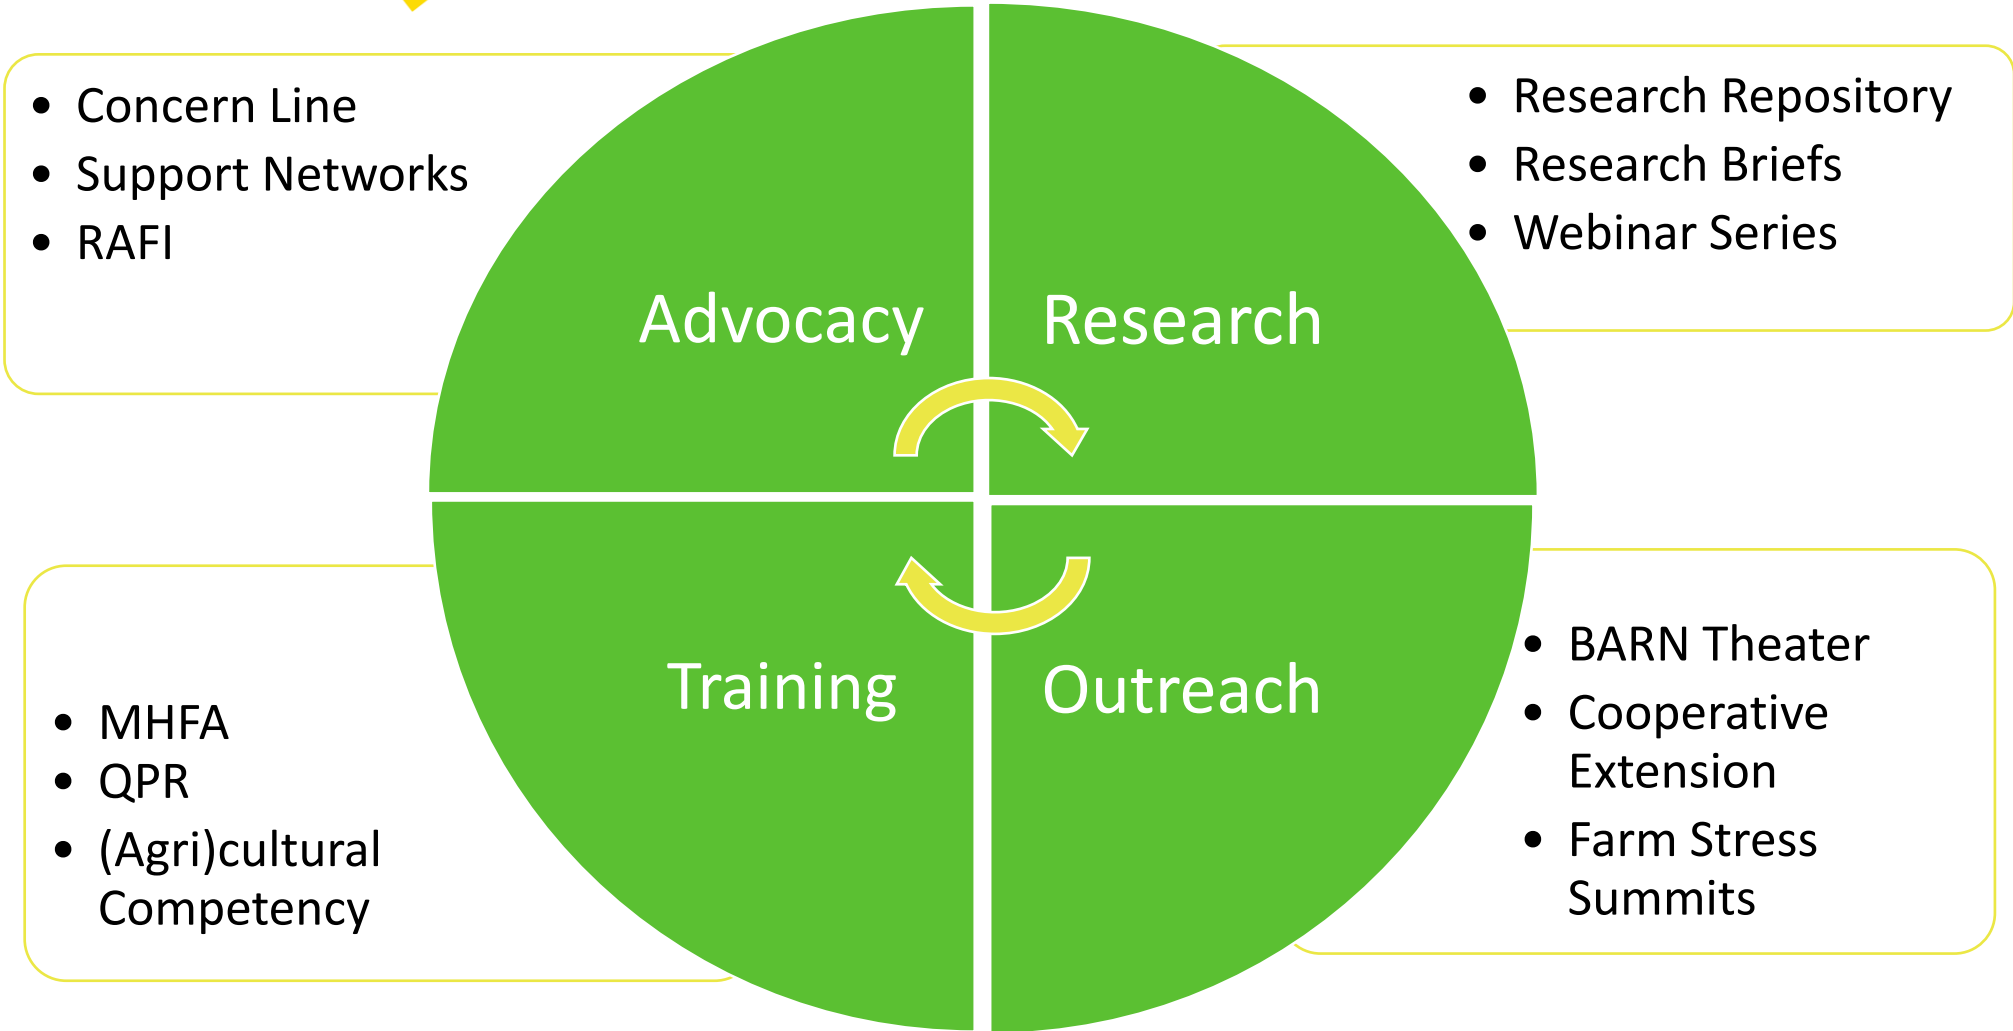 • Concern Line
• Support Networks
• RAFI
Advocacy
• Research Repository
• Research Briefs
• Webinar Series
Research
• MHFA
• QPR
• (Agri)cultural
Competency
Training
• BARN Theater
• Cooperative
Extension
• Farm Stress
Summits
Outreach